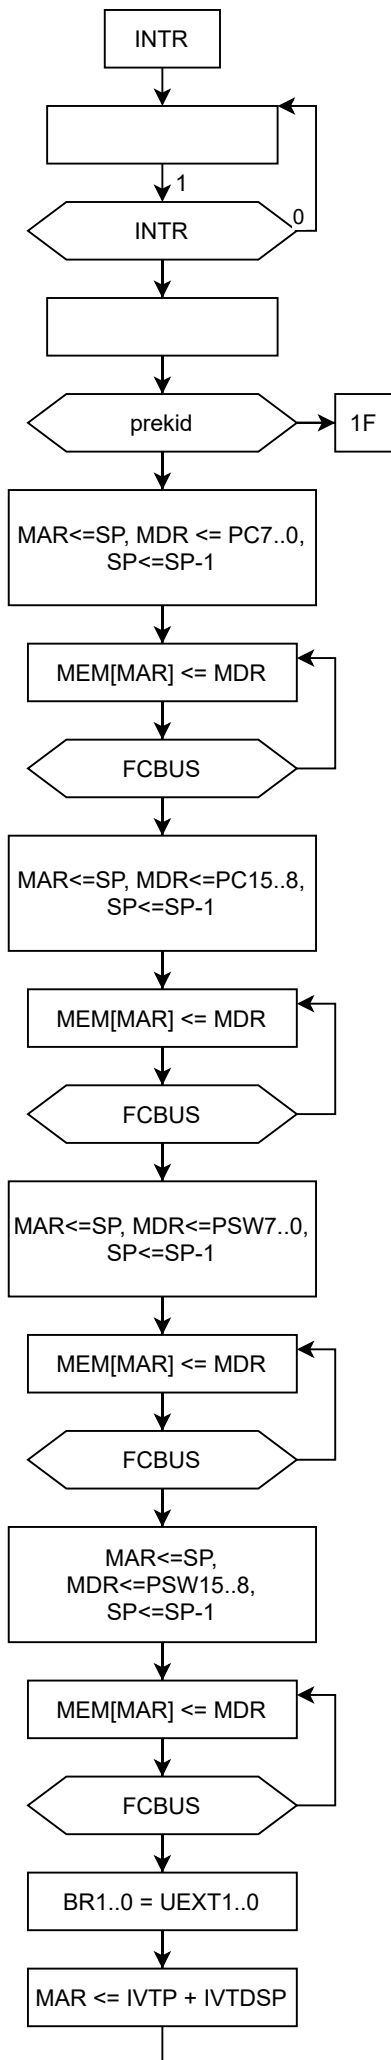 INTR
1
0
INTR
prekid
1F
MAR<=SP, MDR <= PC7..0,
SP<=SP-1
MEM[MAR] <= MDR
FCBUS
MAR<=SP, MDR<=PC15..8,
SP<=SP-1
MEM[MAR] <= MDR
FCBUS
MAR<=SP, MDR<=PSW7..0,
SP<=SP-1
MEM[MAR] <= MDR
FCBUS
MAR<=SP,
MDR<=PSW15..8,
SP<=SP-1
MEM[MAR] <= MDR
FCBUS
BR1..0 = UEXT1..0
MAR <= IVTP + IVTDSP